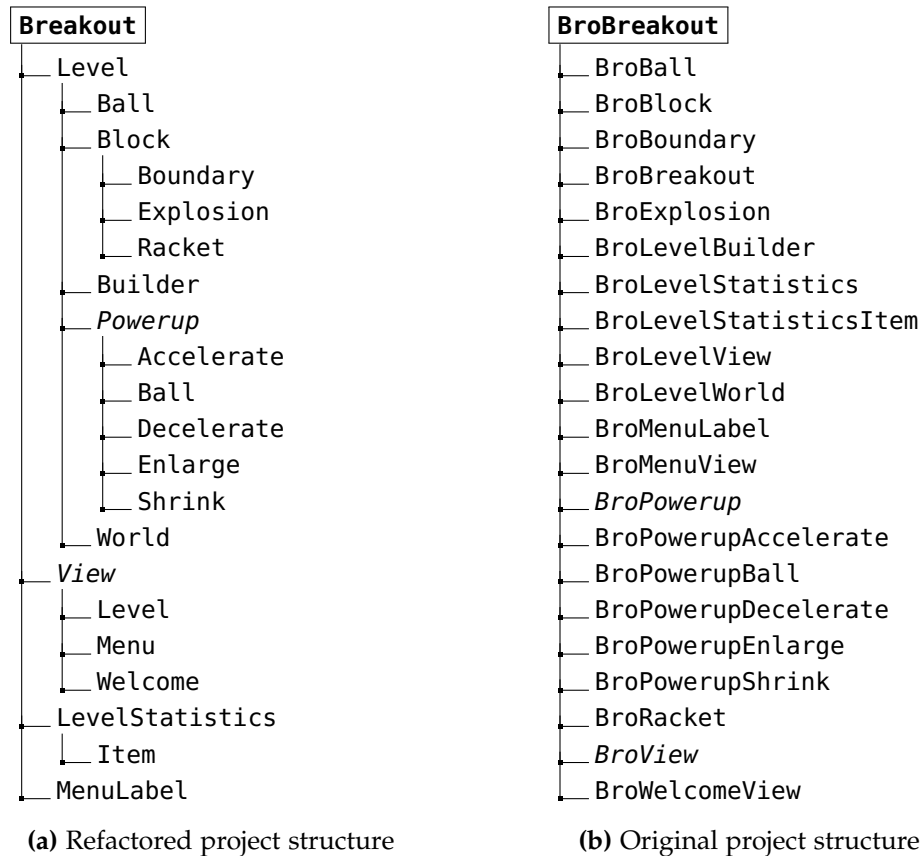 Breakout
Level
Ball
Block
Boundary
Explosion
Racket
Builder
Powerup
Accelerate
Ball
Decelerate
Enlarge
Shrink
World
View
Level
Menu
Welcome
LevelStatistics
Item
MenuLabel
(a) Refactored project structure
BroBreakout
BroBall
BroBlock
BroBoundary
BroBreakout
BroExplosion
BroLevelBuilder
BroLevelStatistics
BroLevelStatisticsItem
BroLevelView
BroLevelWorld
BroMenuLabel
BroMenuView
BroPowerup
BroPowerupAccelerate
BroPowerupBall
BroPowerupDecelerate
BroPowerupEnlarge
BroPowerupShrink
BroRacket
BroView
BroWelcomeView
(b) Original project structure